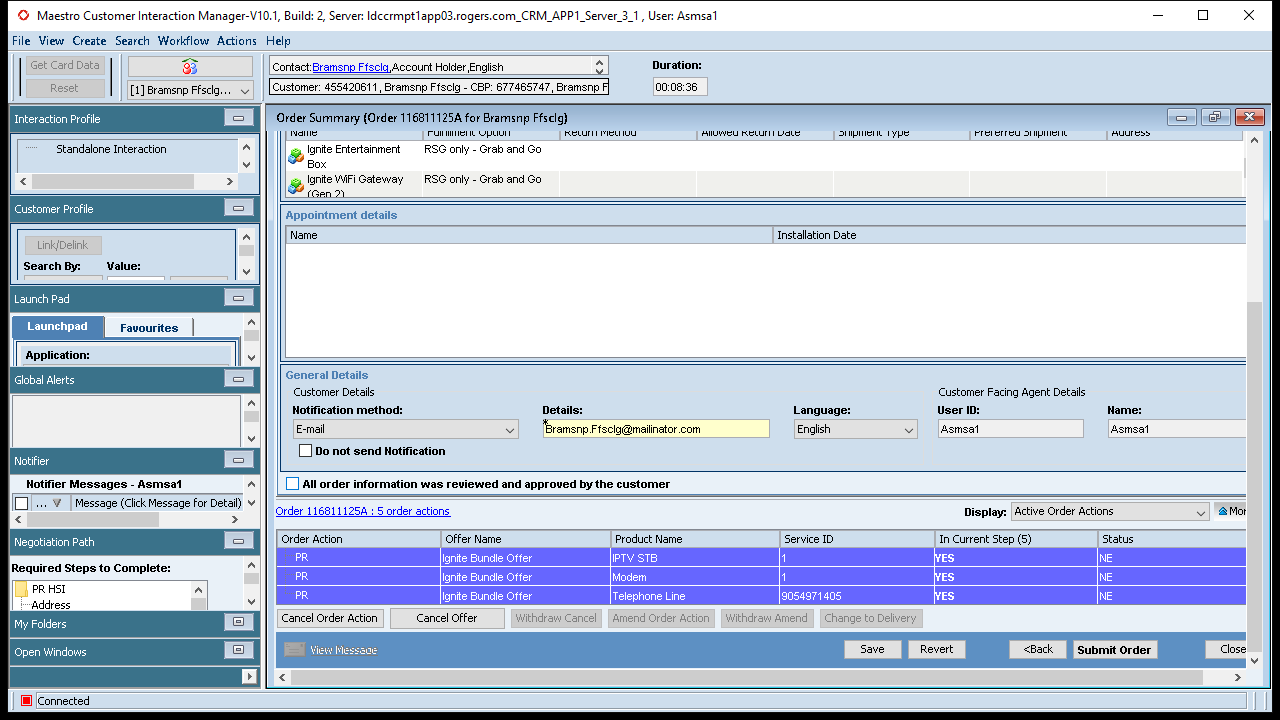 Maestro Customer Interaction Manager-V10.1, Build: 2, Server: ldccrmpt1app03.rogers.com_CRM_APP1_Server_3_1 , User: Asmsa1
File View Create Search Workflow Actions Help
Get Card Data
Reset
[1] Bramsnp Ffsclg...
Contact:Bramsnp Ffsclg,Account Holder,English
Customer: 455420611, Bramsnp Ffsclg - CBP: 677465747, Bramsnp F
Duration:
00:08:36
Interaction Profile
Standalone Interaction
Customer Profile
Link/Delink
Search By: Value:
Launch Pad
Launchpad Favourites
Application:
Global Alerts
Notifier
Notifier Messages - Asmsa1
... Message (Click Message for Detail)
Negotiation Path
Required Steps to Complete:
PR HSI
Address
My Folders
Open Windows
Order Summary (Order 116811125A for Bramsnp Ffsclg)
Name Fulfillment Option Return Method Allowed Return Date Shipment Type Preferred Shipment Address
Ignite Entertainment Box RSG only - Grab and Go
Ignite WiFi Gateway (Gen 2) RSG only - Grab and Go
Appointment details
Name Installation Date
General Details
Customer Details Customer Facing Agent Details
Notification method: Details: Language: User ID: Name:
E-mail *Bramsnp.Ffsclg@mailinator.com English Asmsa1 Asmsa1
Do not send Notification
All order information was reviewed and approved by the customer
Order 116811125A : 5 order actions Display: Active Order Actions Mor
Order Action Offer Name Product Name Service ID In Current Step (5) Status
PR Ignite Bundle Offer IPTV STB 1 YES NE
PR Ignite Bundle Offer Modem 1 YES NE
PR Ignite Bundle Offer Telephone Line 9054971405 YES NE
Cancel Order Action Cancel Offer Withdraw Cancel Amend Order Action Withdraw Amend Change to Delivery
View Message Save Revert <Back Submit Order Close
Connected